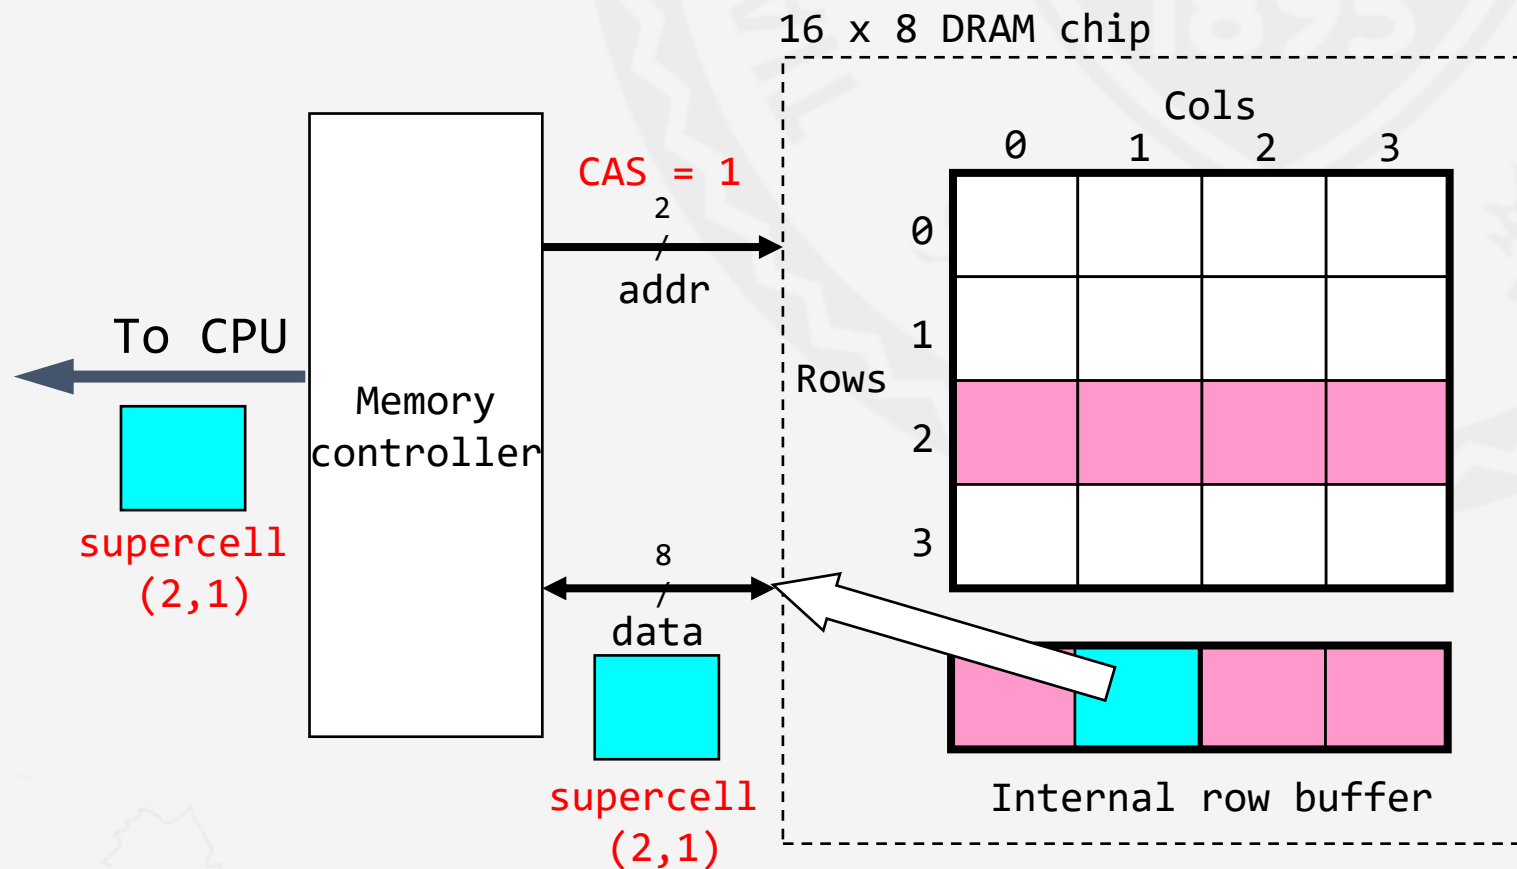 16 x 8 DRAM chip
Cols
0 1 2 3
CAS = 1
2
/
addr
0
1
2
3
Rows
To CPU
Memory
controller
supercell
(2,1)
8
/
data
supercell
(2,1)
Internal row buffer